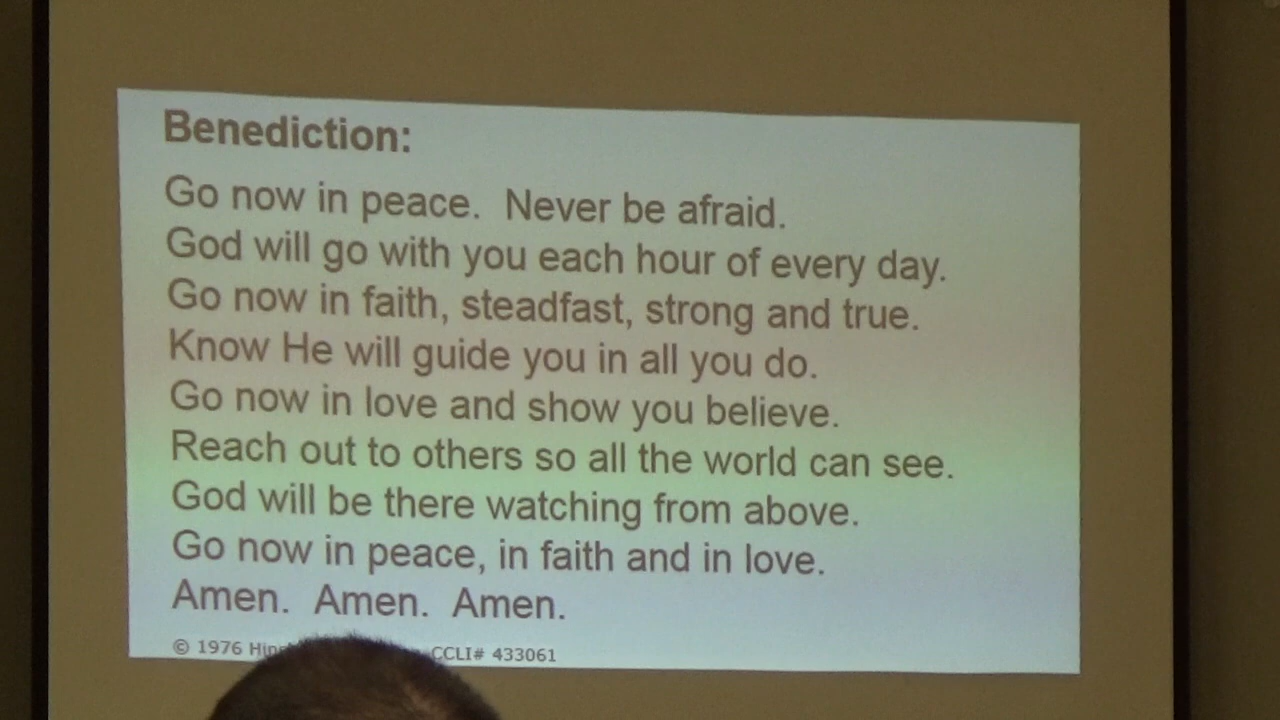 Benediction:
Go now in peace.  Never be afraid.
God will go with you each hour of every day.
Go now in faith, steadfast, strong and true.
Know He will guide you in all you do.
Go now in love and show you believe.
Reach out to others so all the world can see.
God will be there watching from above.
Go now in peace, in faith and in love.
Amen.  Amen.  Amen.
© 1976 CCLI# 433061